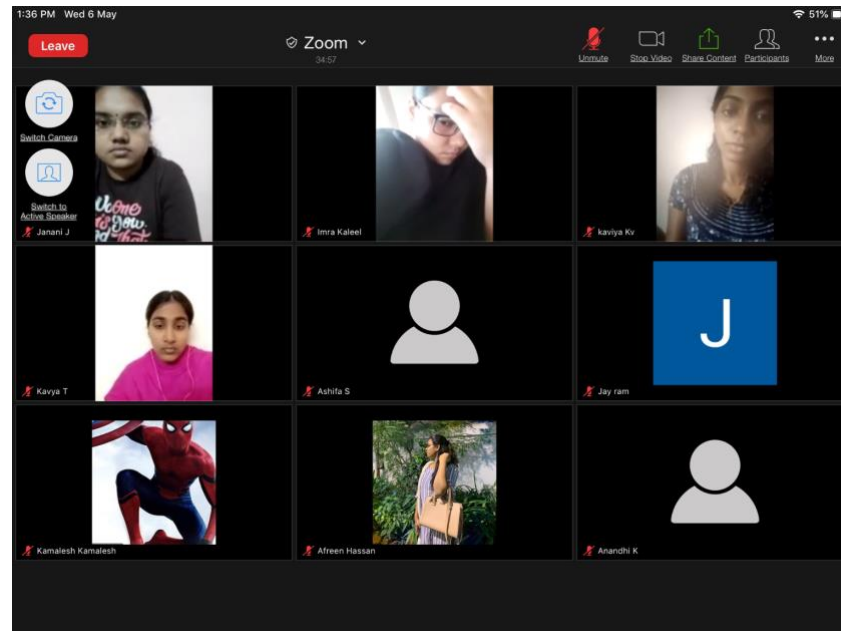 1:36 PM Wed 6 May
51%
Leave
Zoom
34:57
Unmute
Stop Video
Share Content
Participants
More
Switch Camera
Switch to
Active Speaker
Janani J
Imra Kaleel
kaviya Kv
Kavya T
Ashifa S
J
Jay ram
Kamalesh Kamalesh
Afreen Hassan
Anandhi K